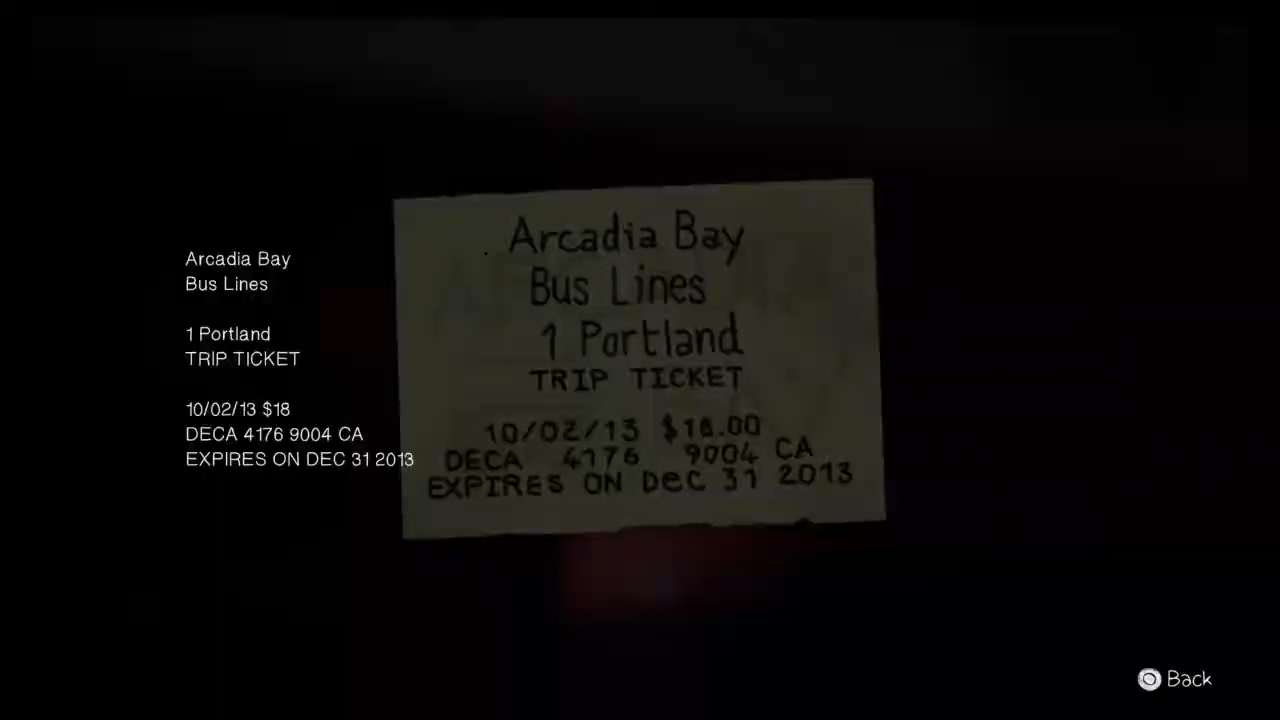 Arcadia Bay
Bus Lines
1 Portland
TRIP TICKET
10/02/13 $18
DECA 4176 9004 CA
EXPIRES ON DEC 31 2013
Arcadia Bay
Bus Lines
1 Portland
TRIP TICKET
10/02/13 $18.00
DECA 4176 9004 CA
EXPIRES ON DEC 31 2013
Back